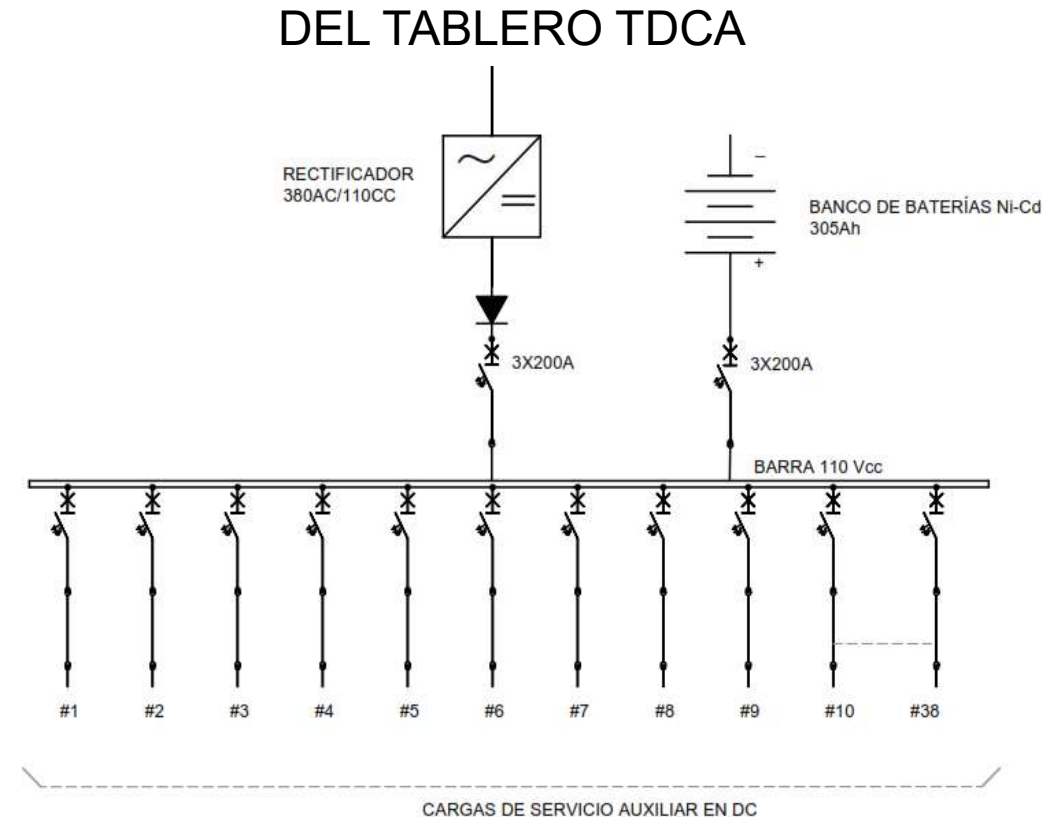 DEL TABLERO TDCA
RECTIFICADOR
380AC/110CC
–
BANCO DE BATERÍAS Ni-Cd
305Ah
+
3X200A
3X200A
BARRA 110 Vcc
#1 #2 #3 #4 #5 #6 #7 #8 #9 #10 #38
CARGAS DE SERVICIO AUXILIAR EN DC